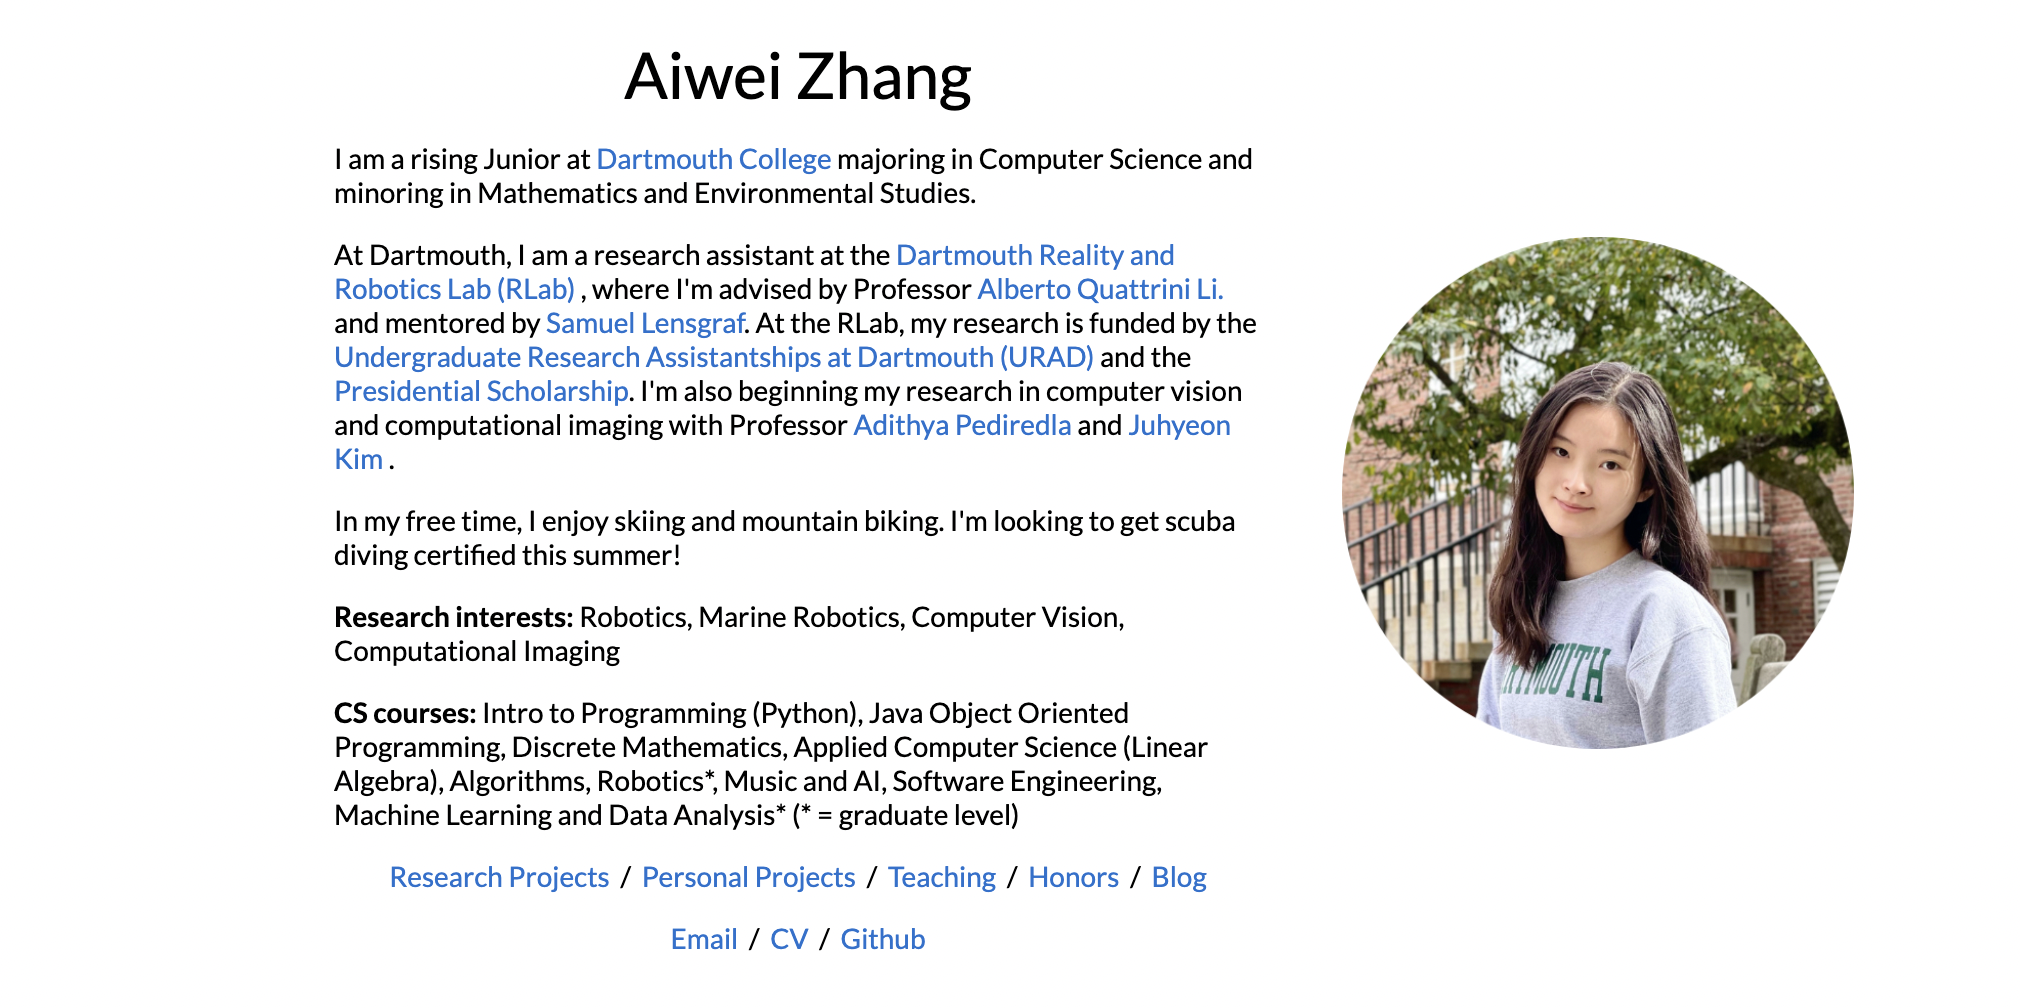 Aiwei Zhang
I am a rising Junior at Dartmouth College majoring in Computer Science and
minoring in Mathematics and Environmental Studies.
At Dartmouth, I am a research assistant at the Dartmouth Reality and
Robotics Lab (RLab) , where I'm advised by Professor Alberto Quattrini Li.
and mentored by Samuel Lensgraf. At the RLab, my research is funded by the
Undergraduate Research Assistantships at Dartmouth (URAD) and the
Presidential Scholarship. I'm also beginning my research in computer vision
and computational imaging with Professor Adithya Pediredla and Juhyeon
Kim .
In my free time, I enjoy skiing and mountain biking. I'm looking to get scuba
diving certified this summer!
Research interests: Robotics, Marine Robotics, Computer Vision,
Computational Imaging
CS courses: Intro to Programming (Python), Java Object Oriented
Programming, Discrete Mathematics, Applied Computer Science (Linear
Algebra), Algorithms, Robotics*, Music and AI, Software Engineering,
Machine Learning and Data Analysis* (* = graduate level)
Research Projects / Personal Projects / Teaching / Honors / Blog
Email / CV / Github
RTMOUTH